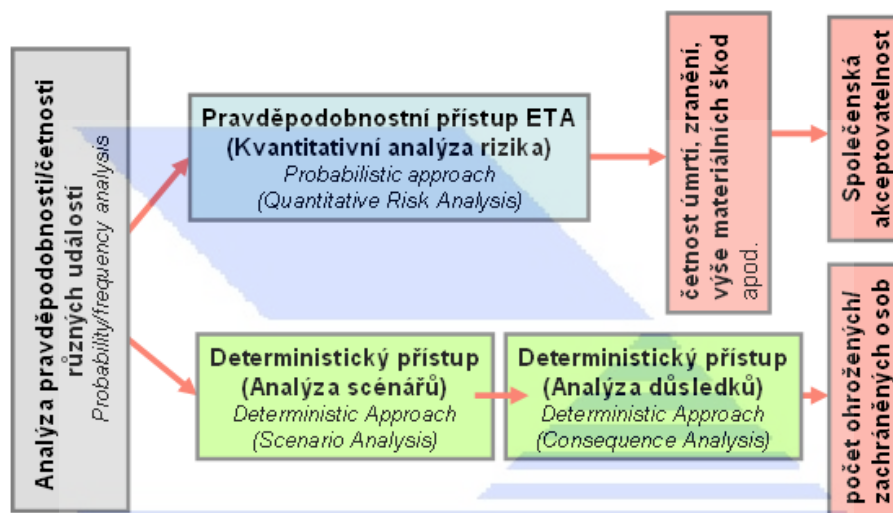 Analýza pravděpodobnosti/četnosti
různých událostí
Probability/frequency analysis
Pravděpodobnostní přístup ETA
(Kvantitativní analýza rizika)
Probabilistic approach
(Quantitative Risk Analysis)
četnost úmrtí, zranění,
výše materiálních škod
apod.
Společenská
akceptovatelnost
Deterministický přístup
(Analýza scénářů)
Deterministic Approach
(Scenario Analysis)
Deterministický přístup
(Analýza důsledků)
Deterministic Approach
(Consequence Analysis)
počet ohrožených/
zachráněných osob